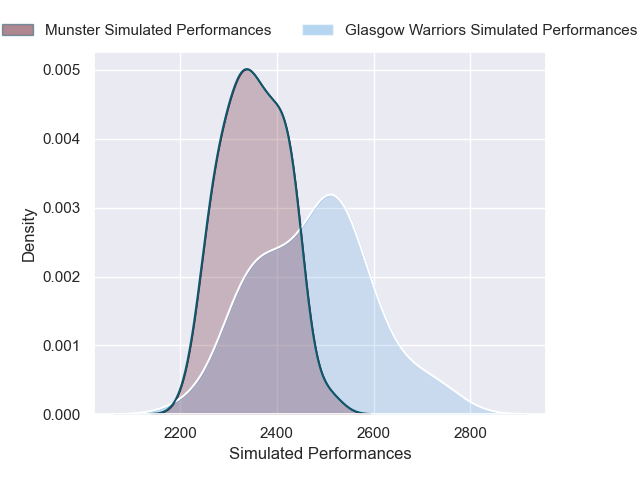 Munster Simulated Performances Glasgow Warriors Simulated Performances
0.005
0.004
0.003
0.002
0.001
0.000
Density
2200 2400 2600 2800
Simulated Performances